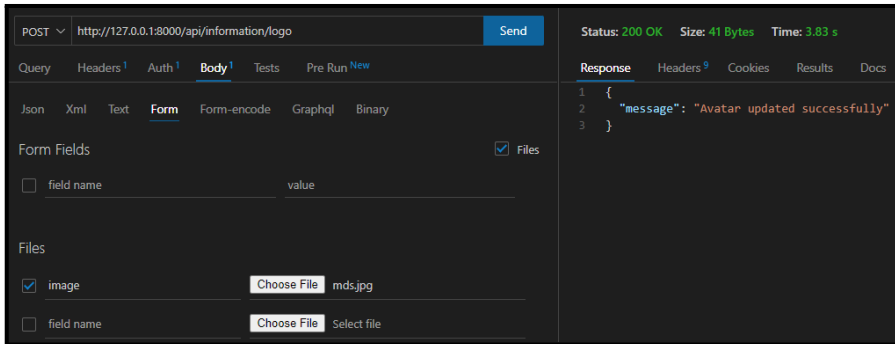 POST http://127.0.0.1:8000/api/information/logo Send
Query Headers 1 Auth 1 Body 1 Tests Pre Run New
Json Xml Text Form Form-encode Graphql Binary
Form Fields Files
field name value
Files
image Choose File mds.jpg
field name Choose File Select file
Status: 200 OK Size: 41 Bytes Time: 3.83 s
Response Headers 9 Cookies Results Docs
1 {
2 "message": "Avatar updated successfully"
3 }